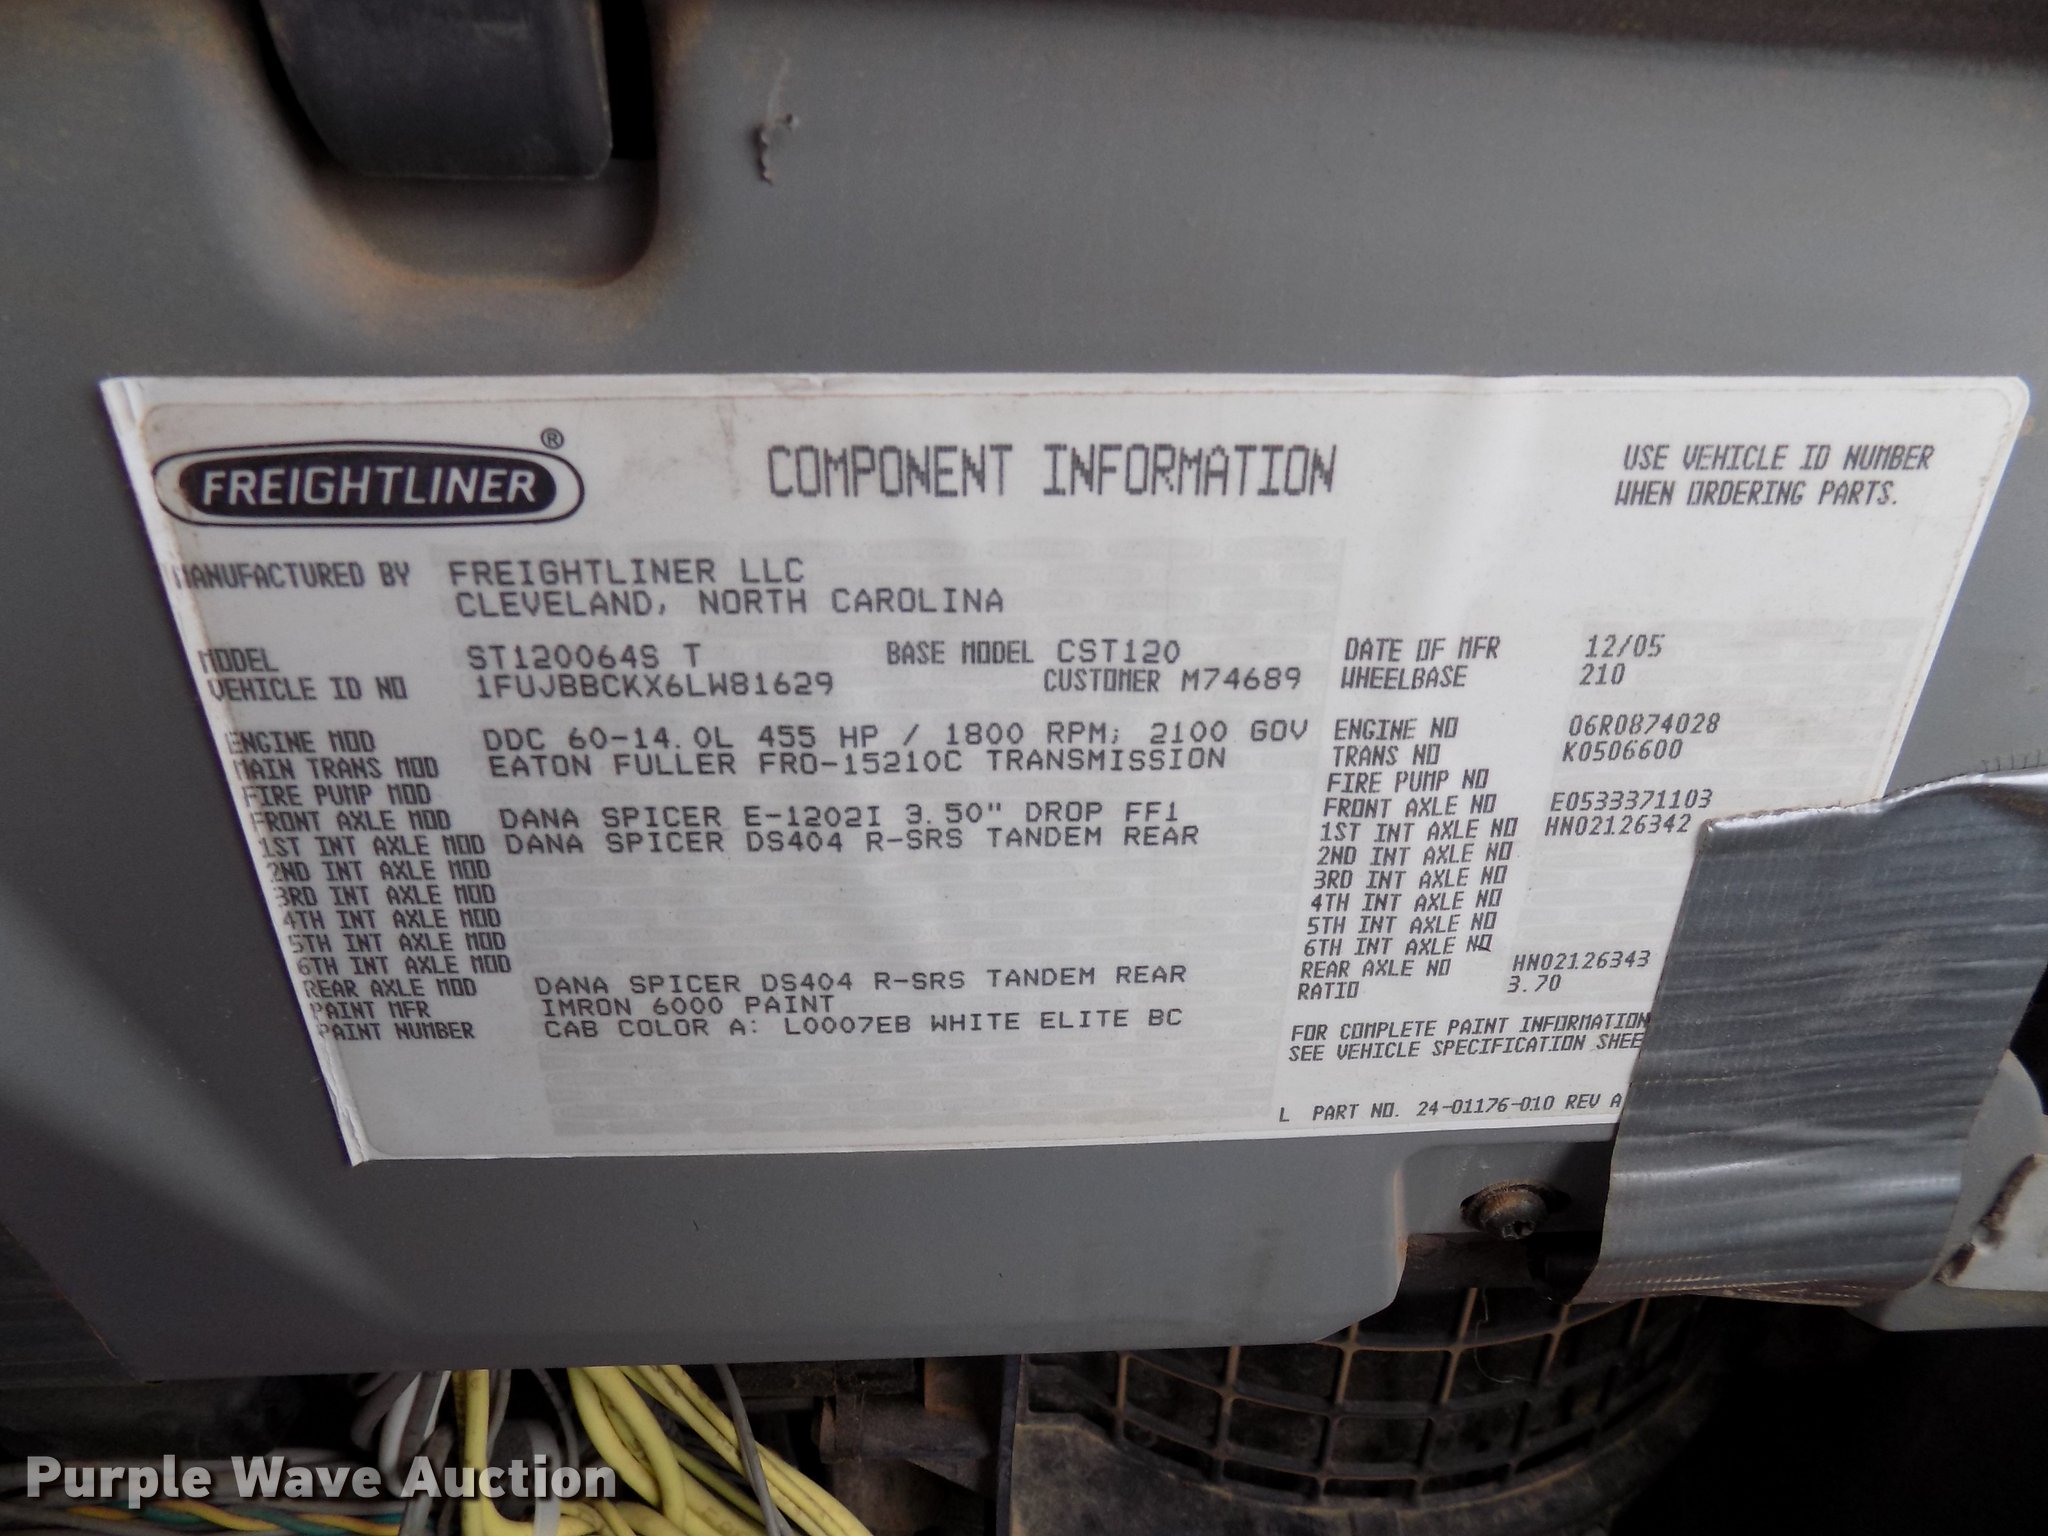 FREIGHTLINER ®
COMPONENT INFORMATION
USE VEHICLE ID NUMBER
WHEN ORDERING PARTS.
MANUFACTURED BY FREIGHTLINER LLC
CLEVELAND, NORTH CAROLINA
MODEL ST120064S T BASE MODEL CST120 DATE OF MFR 12/05
VEHICLE ID NO 1FUJBBCKX6LW81629 CUSTOMER M74689 WHEELBASE 210
ENGINE MOD DDC 60-14.0L 455 HP / 1800 RPM; 2100 GOV ENGINE NO 06R0874028
MAIN TRANS MOD EATON FULLER FRO-15210C TRANSMISSION TRANS NO K0506600
FIRE PUMP MOD FIRE PUMP NO
FRONT AXLE MOD DANA SPICER E-1202I 3.50" DROP FF1 FRONT AXLE NO E0533371103
1ST INT AXLE MOD DANA SPICER DS404 R-SRS TANDEM REAR 1ST INT AXLE NO HN02126342
2ND INT AXLE MOD 2ND INT AXLE NO
3RD INT AXLE MOD 3RD INT AXLE NO
4TH INT AXLE MOD 4TH INT AXLE NO
5TH INT AXLE MOD 5TH INT AXLE NO
6TH INT AXLE MOD 6TH INT AXLE NO
REAR AXLE MOD DANA SPICER DS404 R-SRS TANDEM REAR REAR AXLE NO HN02126343
PAINT MFR IMRON 6000 PAINT RATIO 3.70
PAINT NUMBER CAB COLOR A: L0007EB WHITE ELITE BC
FOR COMPLETE PAINT INFORMATION
SEE VEHICLE SPECIFICATION SHEE
L PART NO. 24-01176-010 REV A
Purple Wave Auction